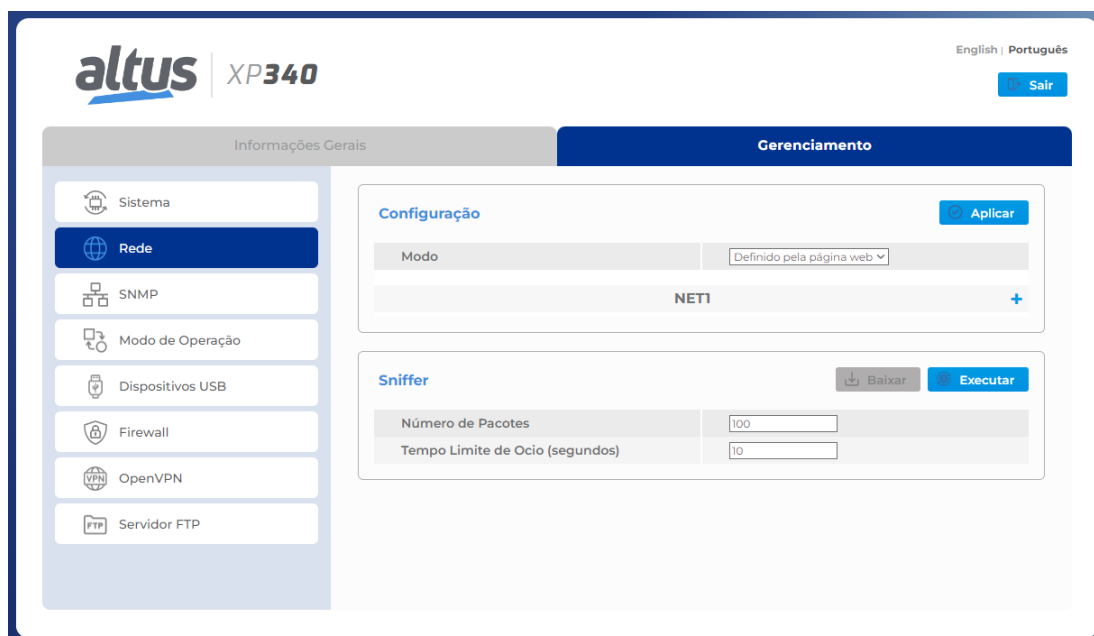 altus XP340
English | Português
Sair
Informações Gerais
Gerenciamento
Sistema
Rede
SNMP
Modo de Operação
Dispositivos USB
Firewall
VPN OpenVPN
FTP Servidor FTP
Configuração
Aplicar
Modo
Definido pela página web
NET1 +
Sniffer
Baixar
Executar
Número de Pacotes
100
Tempo Limite de Ocio (segundos)
10